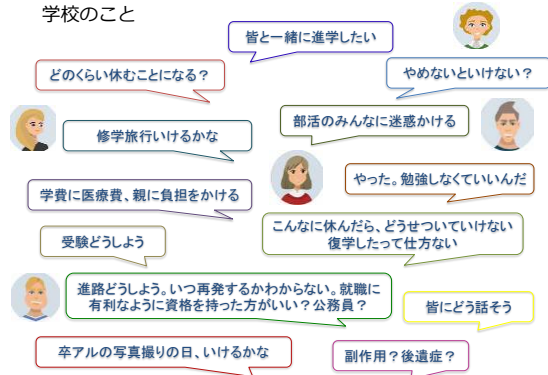 学校のこと
皆と一緒に進学したい
どのくらい休むことになる？
やめないといけない？
部活のみんなに迷惑かける
修学旅行いけるかな
やった。勉強しなくていいんだ
学費に医療費、親に負担をかける
こんなに休んだら、どうせついていけない
復学したって仕方ない
受験どうしよう
進路どうしよう。いつ再発するかわからない。就職に
有利なように資格を持った方がいい？公務員？
皆にどう話そう
卒アルの写真撮りの日、いけるかな
副作用？後遺症？